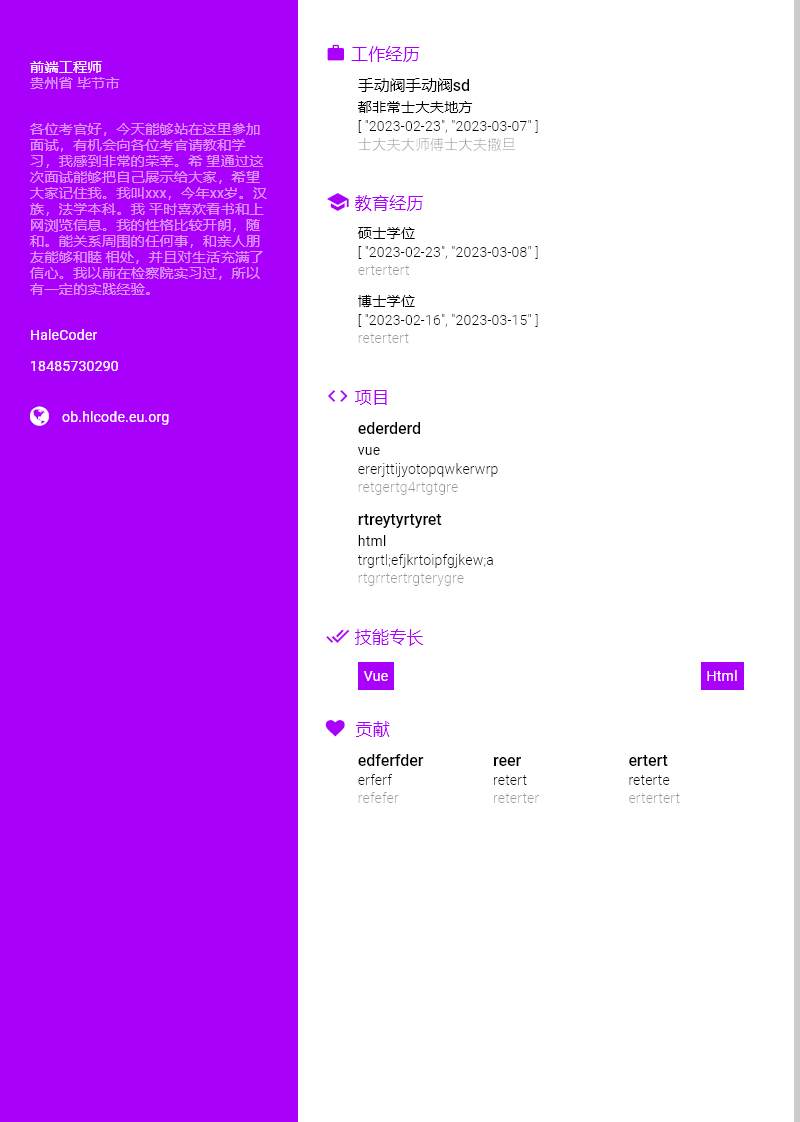 前端工程师
贵州省 毕节市
各位考官好，今天能够站在这里参加
面试，有机会向各位考官请教和学
习，我感到非常的荣幸。希 望通过这
次面试能够把自己展示给大家，希望
大家记住我。我叫xxx，今年xx岁。汉
族，法学本科。我 平时喜欢看书和上
网浏览信息。我的性格比较开朗，随
和。能关系周围的任何事，和亲人朋
友能够和睦 相处，并且对生活充满了
信心。我以前在检察院实习过，所以
有一定的实践经验。
HaleCoder
18485730290
ob.hlcode.eu.org
工作经历
手动阀手动阀sd
都非常士大夫地方
[ "2023-02-23", "2023-03-07" ]
士大夫大师傅士大夫撒旦
教育经历
硕士学位
[ "2023-02-23", "2023-03-08" ]
ertertert
博士学位
[ "2023-02-16", "2023-03-15" ]
retertert
项目
ederderd
vue
ererjttijyotopqwkerwrp
retgertg4rtgtgre
rtreytyrtyret
html
trgrtl;efjkrtoipfgjkew;a
rtgrrtertrgterygre
技能专长
Vue
Html
贡献
edferfder
erferf
refefer
reer
retert
reterter
ertert
reterte
ertertert